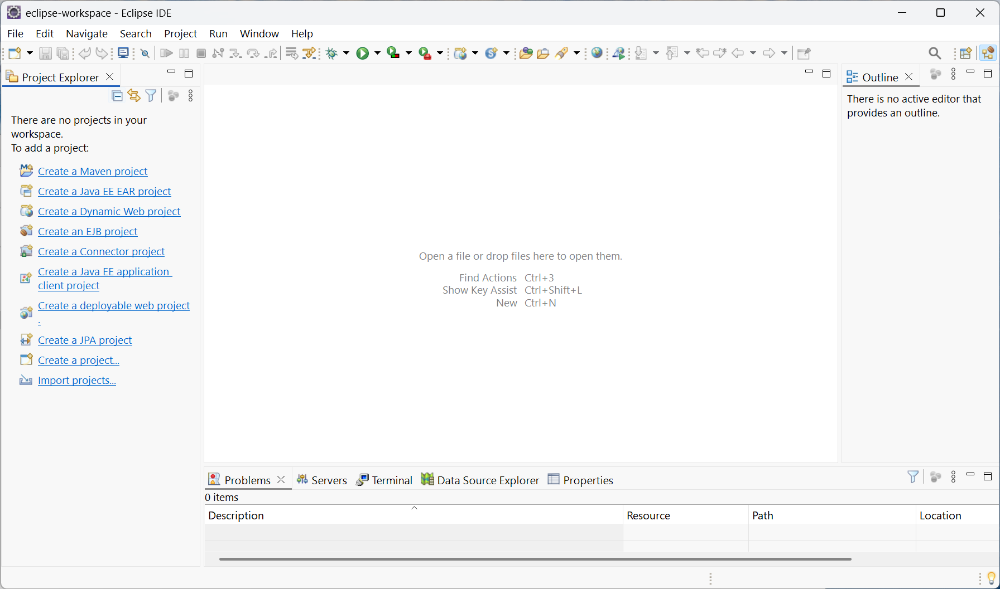 eclipse-workspace - Eclipse IDE
File Edit Navigate Search Project Run Window Help
Project Explorer
There are no projects in your
workspace.
To add a project:
Create a Maven project
Create a Java EE EAR project
Create a Dynamic Web project
Create an EJB project
Create a Connector project
Create a Java EE application
client project
Create a deployable web project
.
Create a JPA project
Create a project...
Import projects...
Open a file or drop files here to open them.
Find Actions Ctrl+3
Show Key Assist Ctrl+Shift+L
New Ctrl+N
Outline
There is no active editor that
provides an outline.
Problems Servers Terminal Data Source Explorer Properties
0 items
Description Resource Path Location